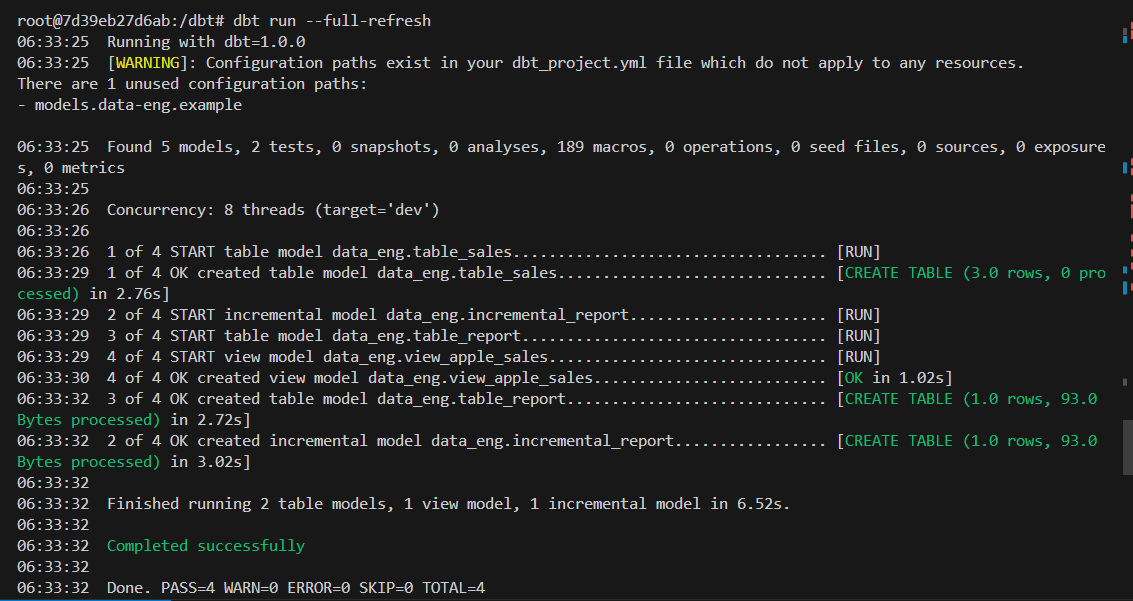 root@7d39eb27d6ab:/dbt# dbt run --full-refresh
06:33:25  Running with dbt=1.0.0
06:33:25  [WARNING]: Configuration paths exist in your dbt_project.yml file which do not apply to any resources.
There are 1 unused configuration paths:
- models.data-eng.example
06:33:25  Found 5 models, 2 tests, 0 snapshots, 0 analyses, 189 macros, 0 operations, 0 seed files, 0 sources, 0 exposure
s, 0 metrics
06:33:25
06:33:26  Concurrency: 8 threads (target='dev')
06:33:26
06:33:26  1 of 4 START table model data_eng.table_sales................................... [RUN]
06:33:29  1 of 4 OK created table model data_eng.table_sales.............................. [CREATE TABLE (3.0 rows, 0 pro
cessed) in 2.76s]
06:33:29  2 of 4 START incremental model data_eng.incremental_report...................... [RUN]
06:33:29  3 of 4 START table model data_eng.table_report.................................. [RUN]
06:33:29  4 of 4 START view model data_eng.view_apple_sales............................... [RUN]
06:33:30  4 of 4 OK created view model data_eng.view_apple_sales.......................... [OK in 1.02s]
06:33:32  3 of 4 OK created table model data_eng.table_report............................. [CREATE TABLE (1.0 rows, 93.0
Bytes processed) in 2.72s]
06:33:32  2 of 4 OK created incremental model data_eng.incremental_report................. [CREATE TABLE (1.0 rows, 93.0
Bytes processed) in 3.02s]
06:33:32
06:33:32  Finished running 2 table models, 1 view model, 1 incremental model in 6.52s.
06:33:32
06:33:32  Completed successfully
06:33:32
06:33:32  Done. PASS=4 WARN=0 ERROR=0 SKIP=0 TOTAL=4